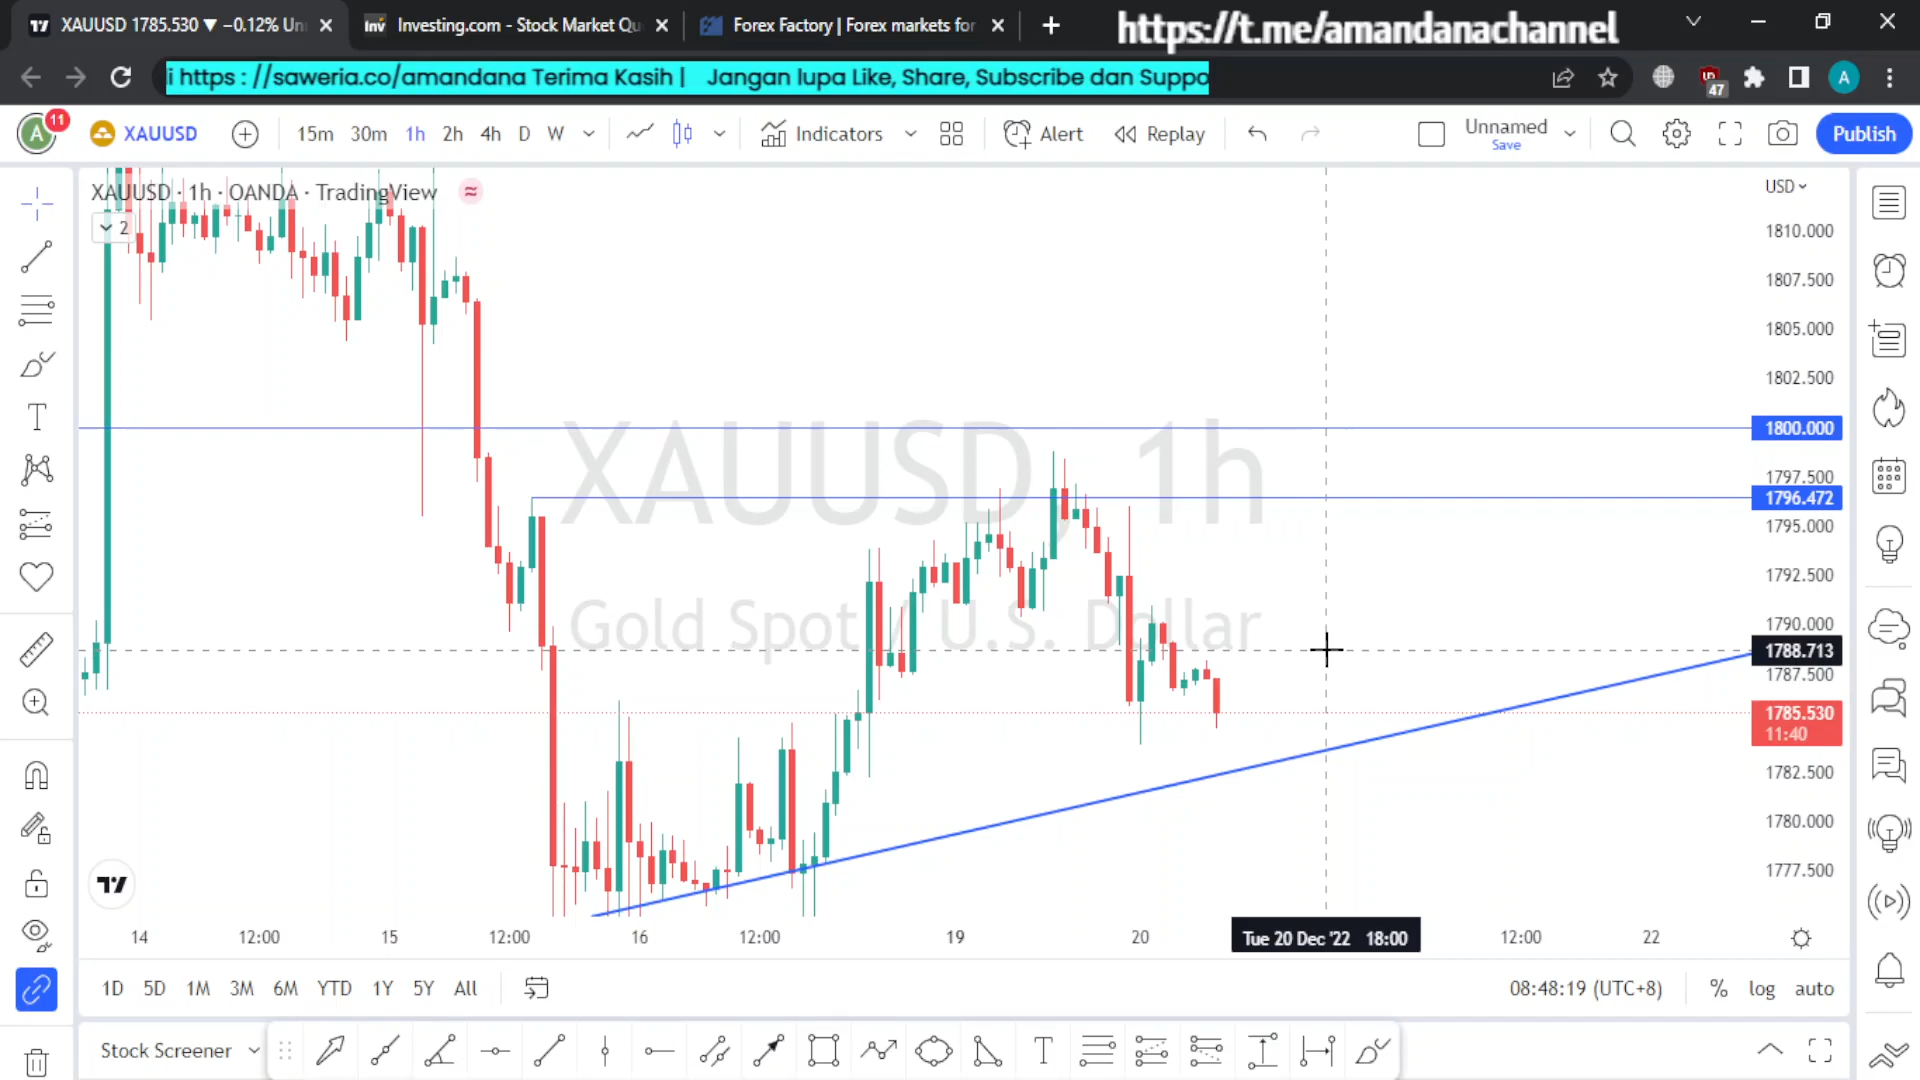 XAUUSD 1785.530 ▼ −0.12% Un
Investing.com - Stock Market Qu
Forex Factory | Forex markets for
https://t.me/amandanachannel
i https : //saweria.co/amandana Terima Kasih | Jangan lupa Like, Share, Subscribe dan Suppo
47
A
A
11
XAUUSD
15m 30m 1h 2h 4h D W
Indicators
Alert
Replay
Unnamed
Save
Publish
XAUUSD · 1h · OANDA · TradingView
2
USD
1810.000
1807.500
1805.000
1802.500
1800.000
1797.500
1796.472
1795.000
1792.500
1790.000
1788.713
1787.500
1785.530
11:40
1782.500
1780.000
1777.500
XAUUSD, 1h
Gold Spot / U.S. Dollar
14 12:00 15 12:00 16 12:00 19 20 Tue 20 Dec '22 18:00 12:00 22
1D 5D 1M 3M 6M YTD 1Y 5Y All
08:48:19 (UTC+8)
% log auto
Stock Screener